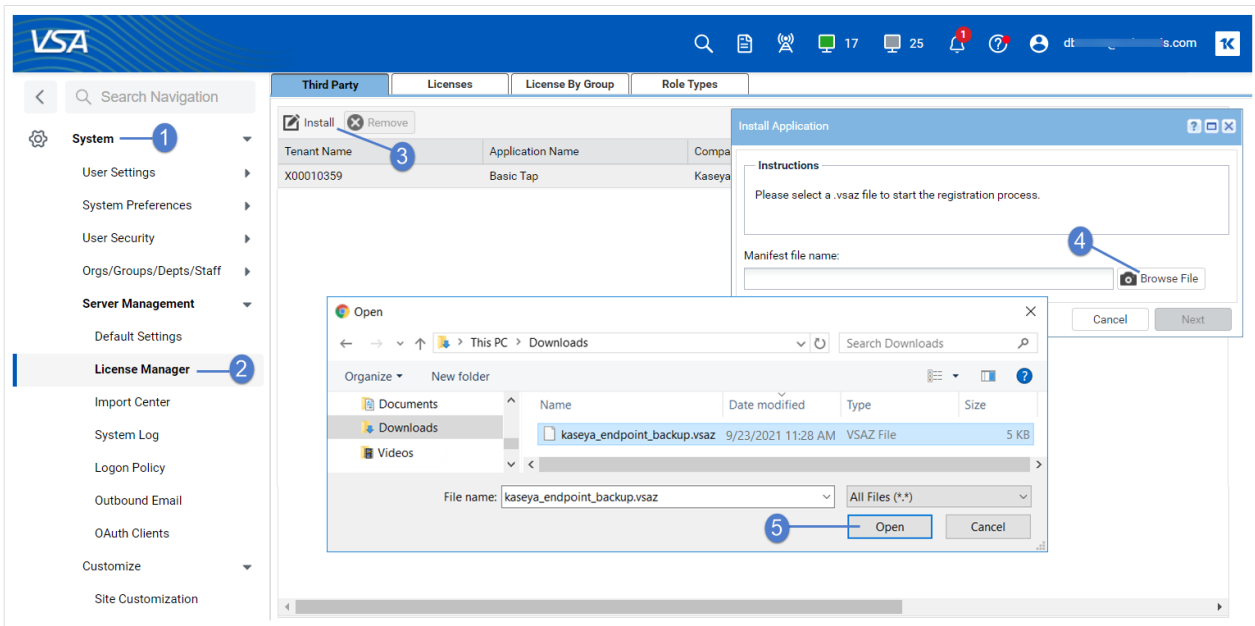 VSA
17
25
1
s.com
Search Navigation
System
1
User Settings
System Preferences
User Security
Orgs/Groups/Depts/Staff
Server Management
Default Settings
License Manager
2
Import Center
System Log
Logon Policy
Outbound Email
OAuth Clients
Customize
Site Customization
Third Party
Licenses
License By Group
Role Types
Install
Remove
3
Tenant Name
Application Name
Compa
X00010359
Basic Tap
Kaseya
Install Application
Instructions
Please select a .vsaz file to start the registration process.
4
Manifest file name:
Browse File
Cancel
Next
Open
This PC > Downloads
Search Downloads
Organize
New folder
Documents
Downloads
Videos
Name
Date modified
Type
Size
kaseya_endpoint_backup.vsaz 9/23/2021 11:28 AM VSAZ File 5 KB
File name: kaseya_endpoint_backup.vsaz
All Files (*.*)
5
Open
Cancel